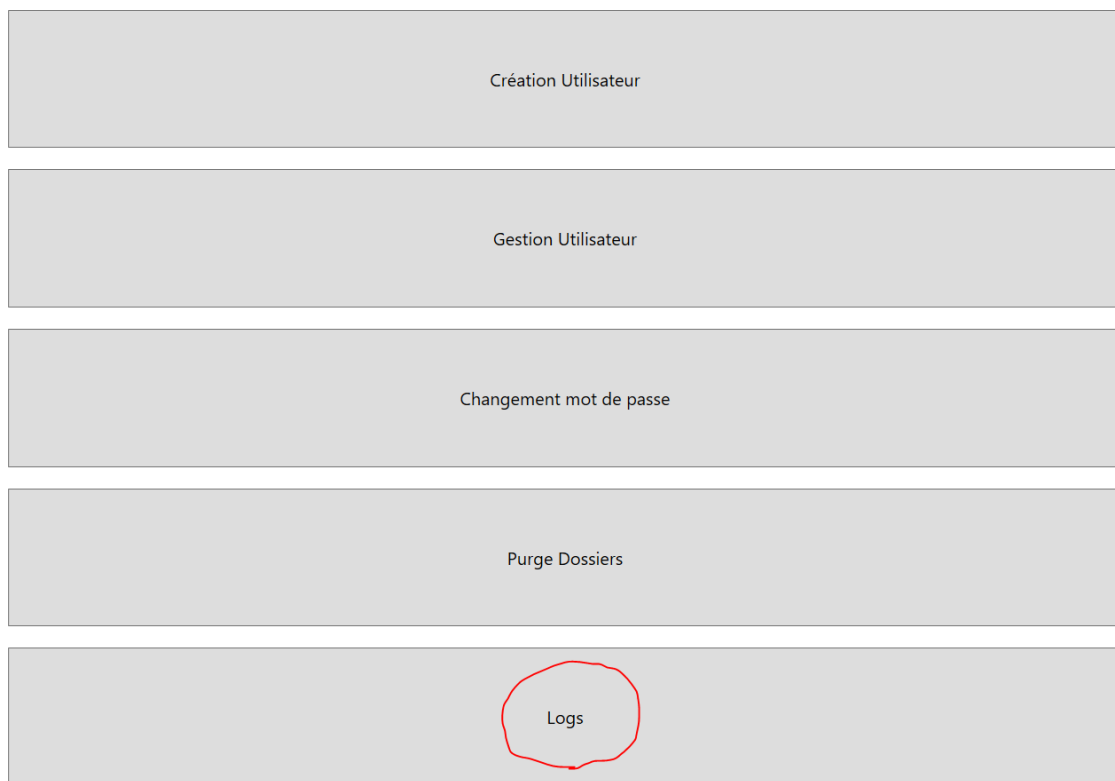 Création Utilisateur
Gestion Utilisateur
Changement mot de passe
Purge Dossiers
Logs